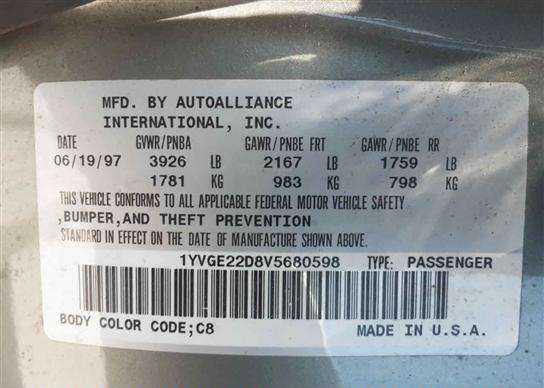 MFD. BY AUTOALLIANCE
INTERNATIONAL, INC.
DATE GVWR/PNBA GAWR/PNBE FRT GAWR/PNBE RR
06/19/97 3926 LB 2167 LB 1759 LB
1781 KG 983 KG 798 KG
THIS VEHICLE CONFORMS TO ALL APPLICABLE FEDERAL MOTOR VEHICLE SAFETY
,BUMPER,AND THEFT PREVENTION
STANDARD IN EFFECT ON THE DATE OF MANUFACTURE SHOWN ABOVE.
1YVGE22D8V5680598 TYPE: PASSENGER
BODY COLOR CODE;C8 MADE IN U.S.A.